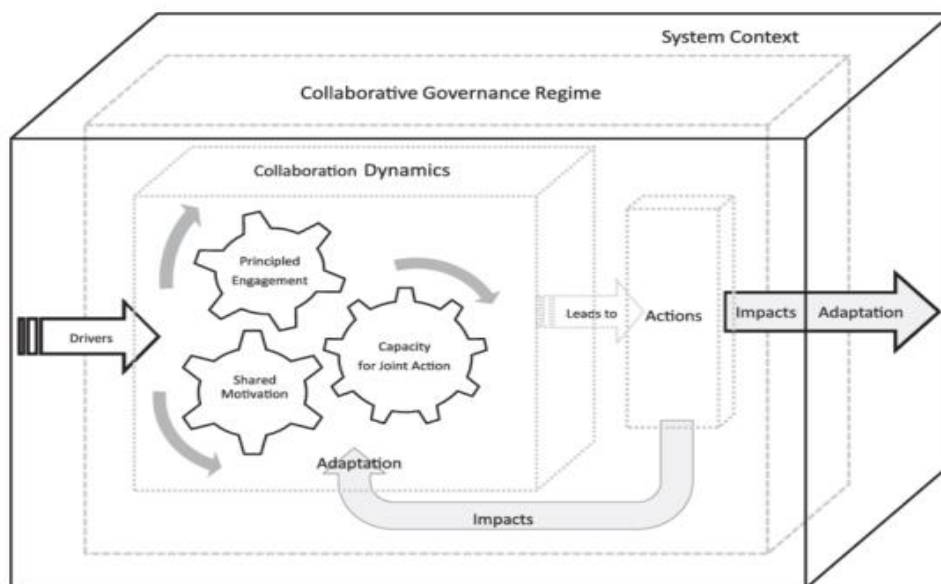 System Context
Collaborative Governance Regime
Collaboration Dynamics
Principled
Engagement
Drivers
Capacity
for Joint Action
Shared
Motivation
Leads to
Actions
Impacts
Adaptation
Adaptation
Impacts